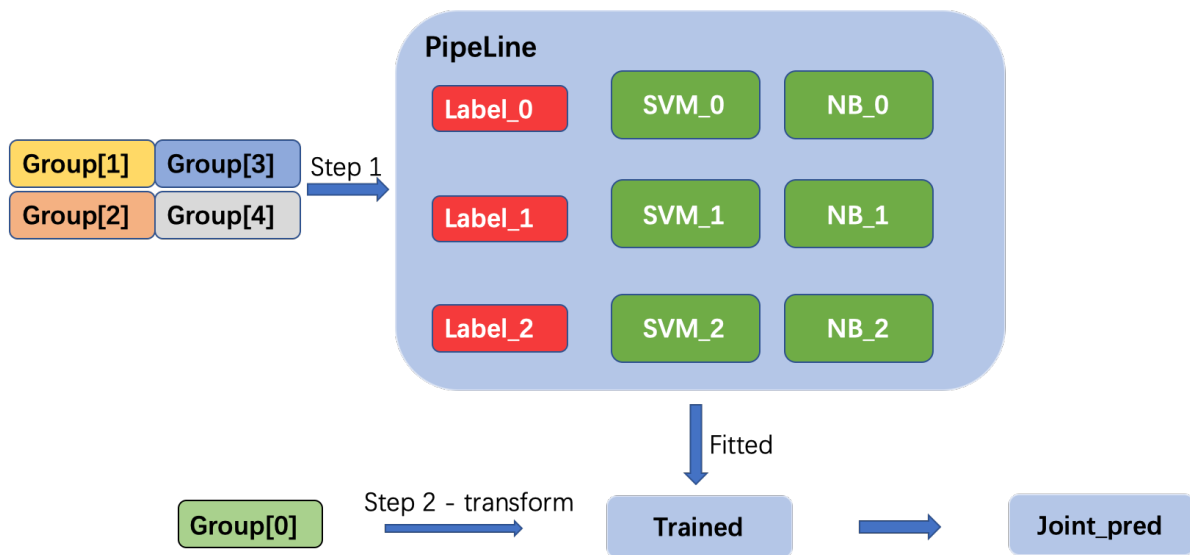 PipeLine
Label_0 SVM_0 NB_0
Group[1] Group[3] Step 1
Group[2] Group[4]
Label_1 SVM_1 NB_1
Label_2 SVM_2 NB_2
Fitted
Group[0] Step 2 - transform Trained Joint_pred